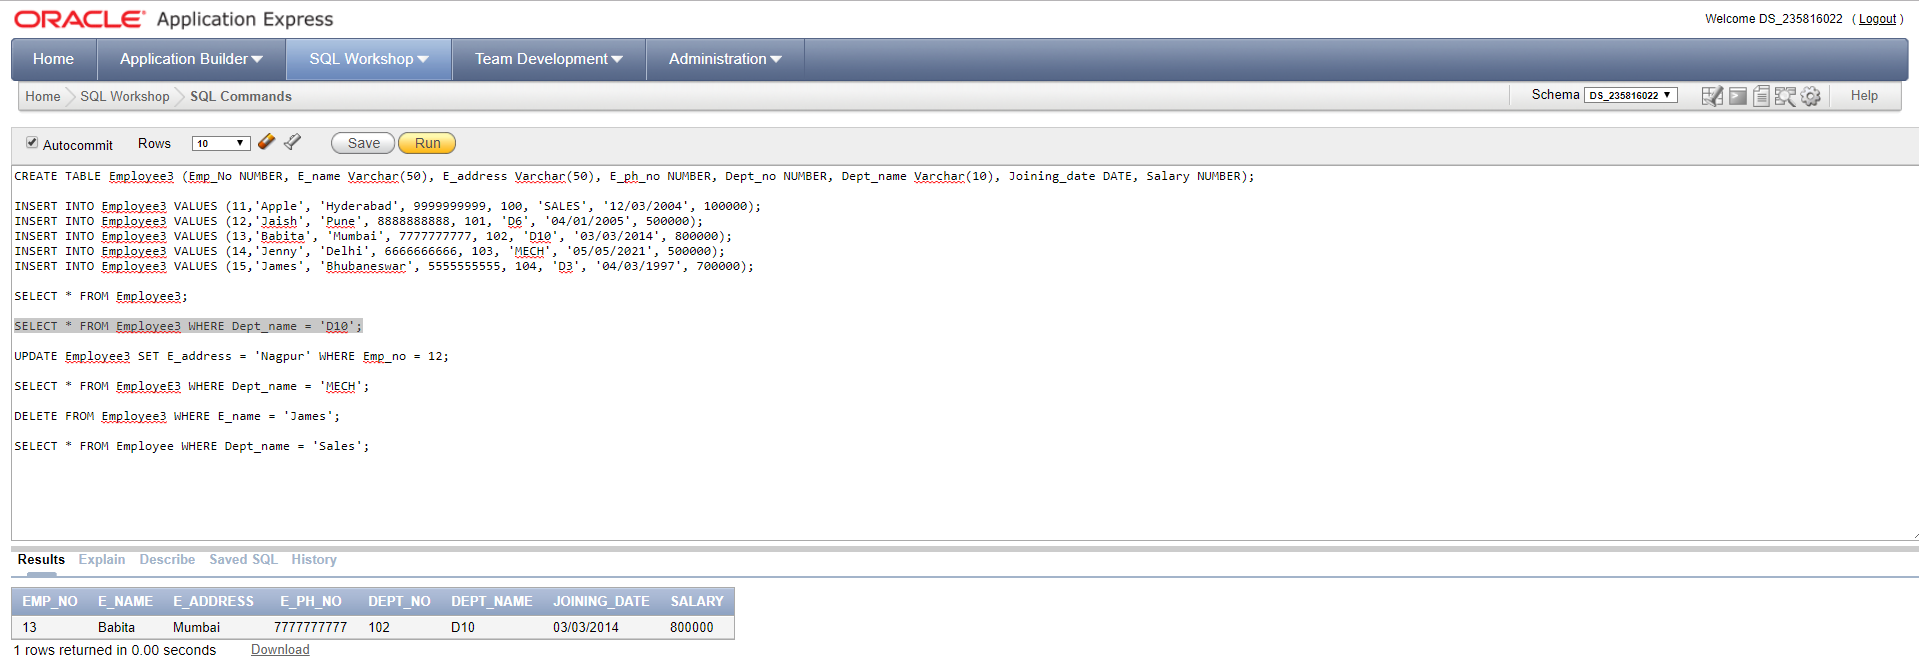 ORACLE Application Express
Welcome DS_235816022 ( Logout )
Home Application Builder SQL Workshop Team Development Administration
Home SQL Workshop SQL Commands Schema DS_235816022 Help
Autocommit Rows 10 Save Run
CREATE TABLE Employee3 (Emp_No NUMBER, E_name Varchar(50), E_address Varchar(50), E_ph_no NUMBER, Dept_no NUMBER, Dept_name Varchar(10), Joining_date DATE, Salary NUMBER);
INSERT INTO Employee3 VALUES (11,'Apple', 'Hyderabad', 9999999999, 100, 'SALES', '12/03/2004', 100000);
INSERT INTO Employee3 VALUES (12,'Jaish', 'Pune', 8888888888, 101, 'D6', '04/01/2005', 500000);
INSERT INTO Employee3 VALUES (13,'Babita', 'Mumbai', 7777777777, 102, 'D10', '03/03/2014', 800000);
INSERT INTO Employee3 VALUES (14,'Jenny', 'Delhi', 6666666666, 103, 'MECH', '05/05/2021', 500000);
INSERT INTO Employee3 VALUES (15,'James', 'Bhubaneswar', 5555555555, 104, 'D3', '04/03/1997', 700000);
SELECT * FROM Employee3;
SELECT * FROM Employee3 WHERE Dept_name = 'D10';
UPDATE Employee3 SET E_address = 'Nagpur' WHERE Emp_no = 12;
SELECT * FROM EmployeE3 WHERE Dept_name = 'MECH';
DELETE FROM Employee3 WHERE E_name = 'James';
SELECT * FROM Employee WHERE Dept_name = 'Sales';
Results Explain Describe Saved SQL History
EMP_NO E_NAME E_ADDRESS E_PH_NO DEPT_NO DEPT_NAME JOINING_DATE SALARY
13 Babita Mumbai 7777777777 102 D10 03/03/2014 800000
1 rows returned in 0.00 seconds Download